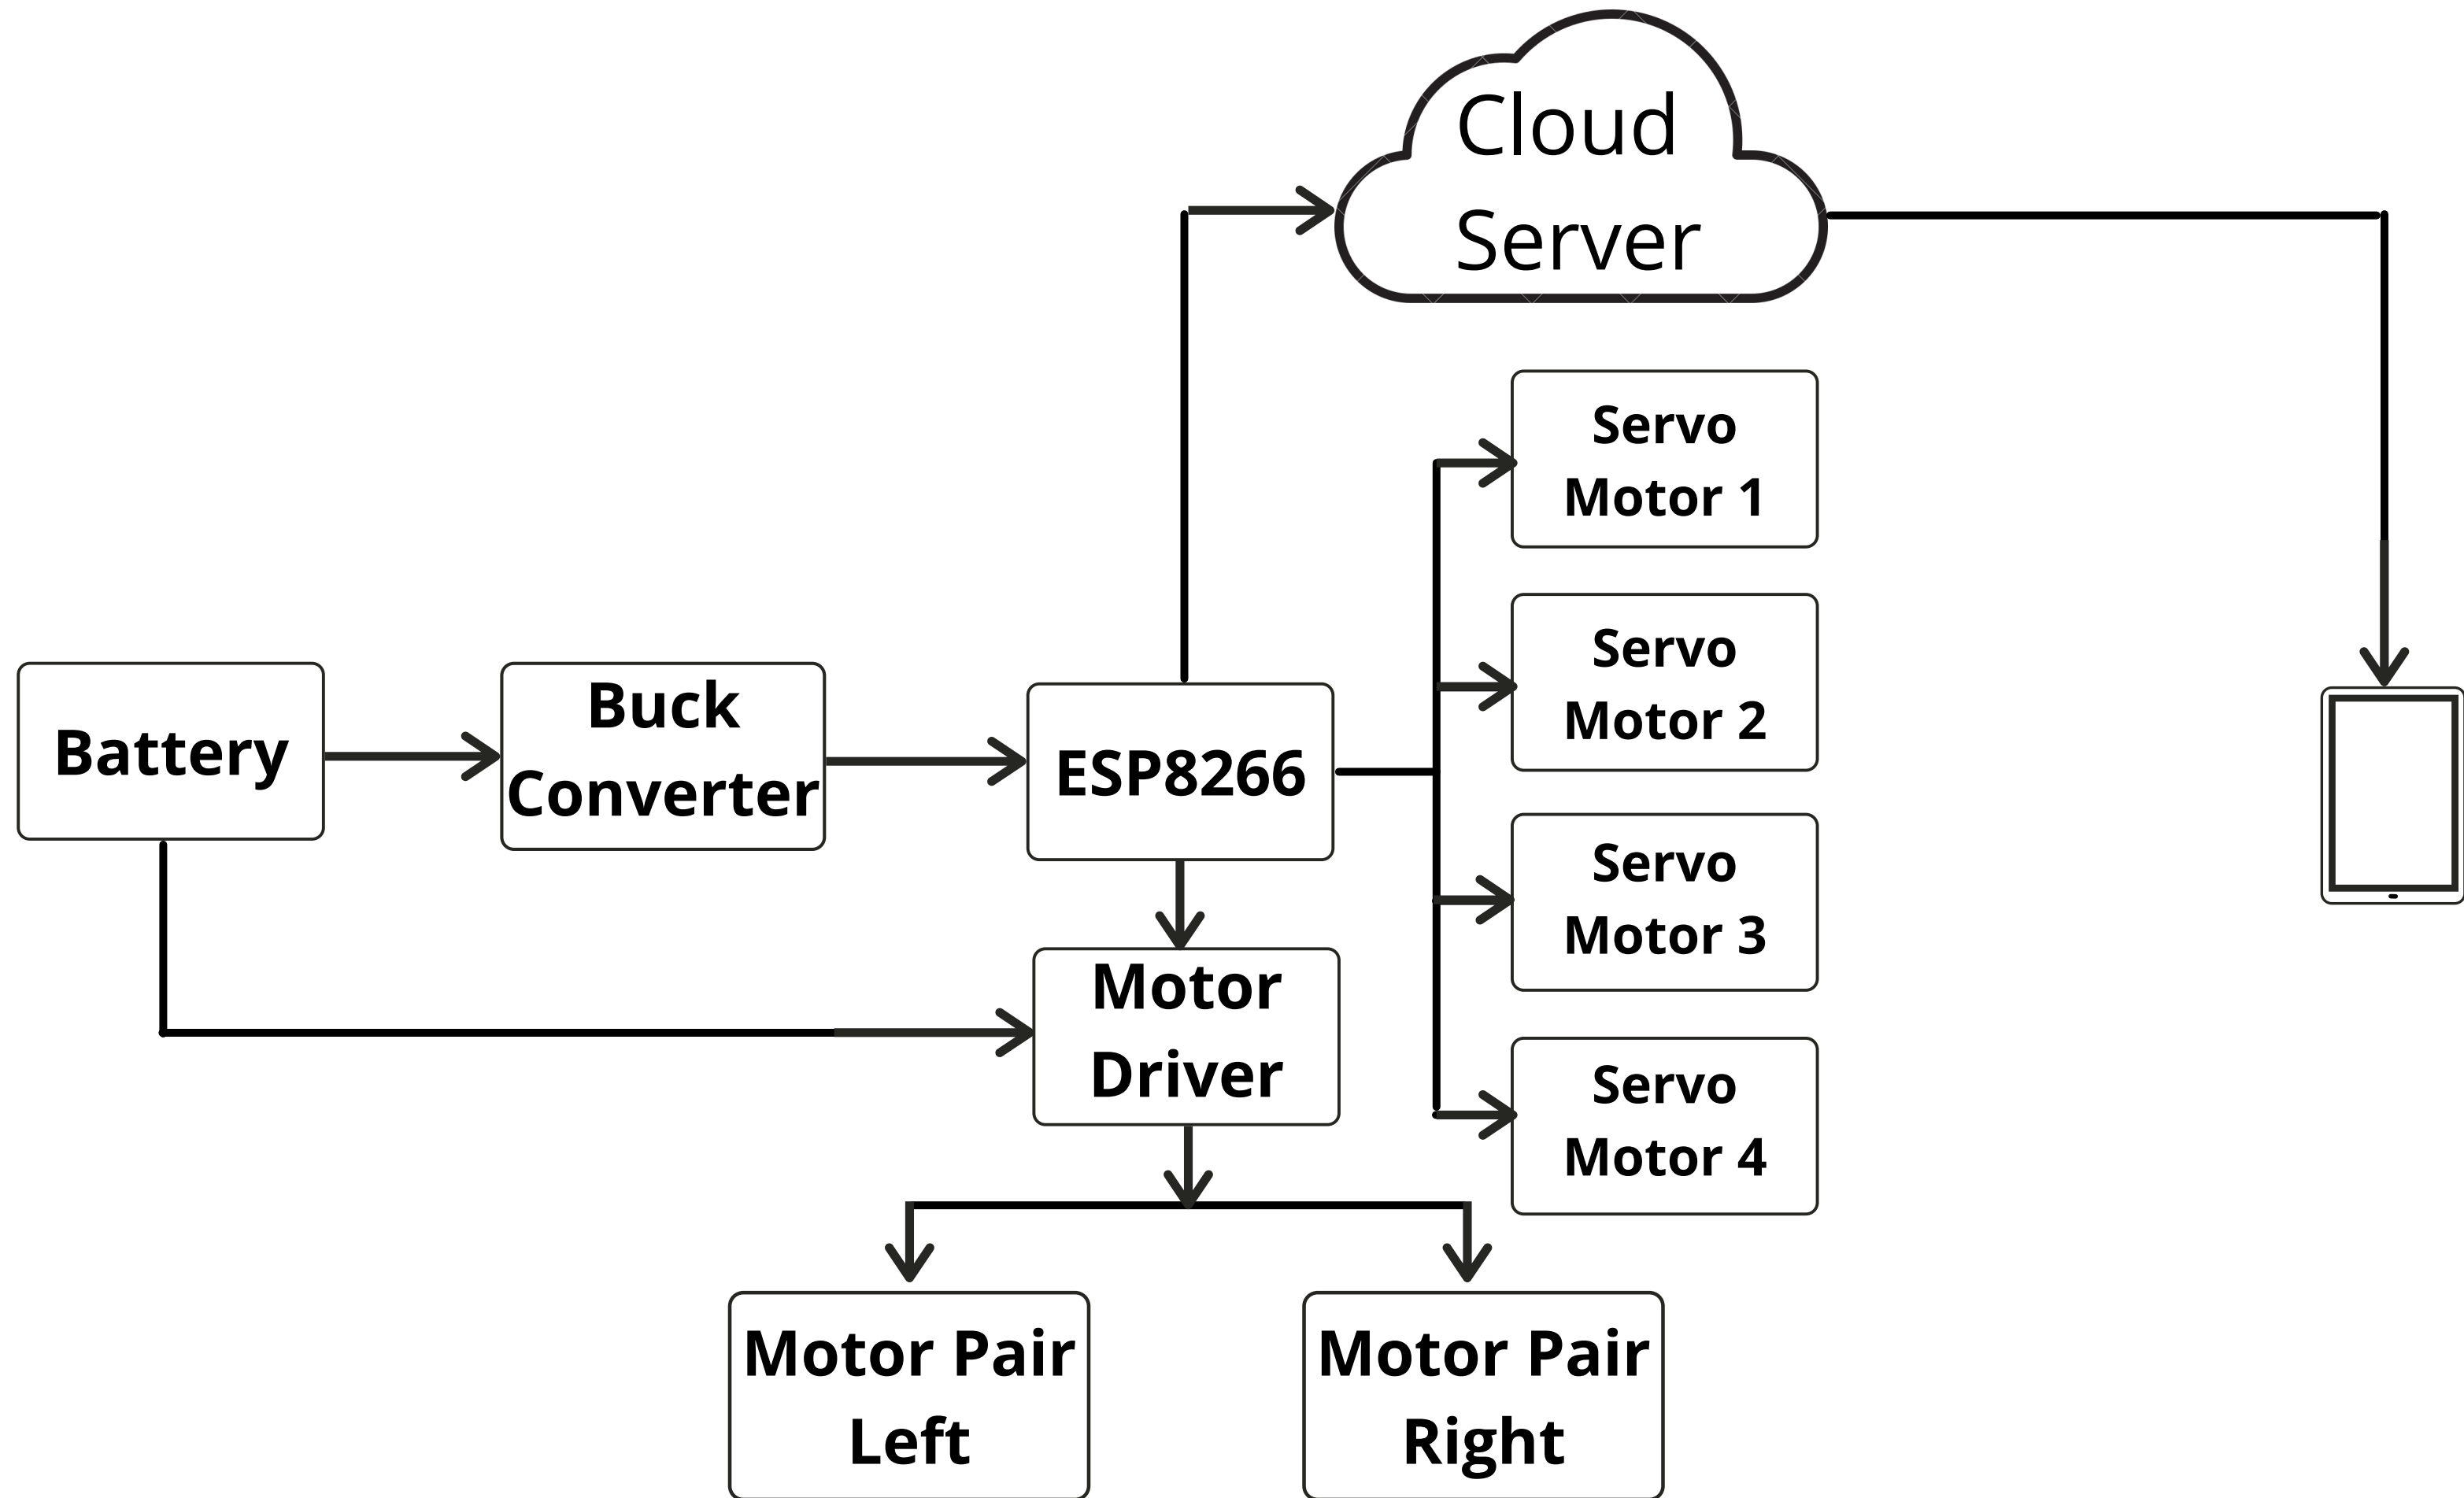 Cloud
Server
Servo
Motor 1
Servo
Motor 2
Battery
Buck
Converter
ESP8266
Servo
Motor 3
Motor
Driver
Servo
Motor 4
Motor Pair
Left
Motor Pair
Right